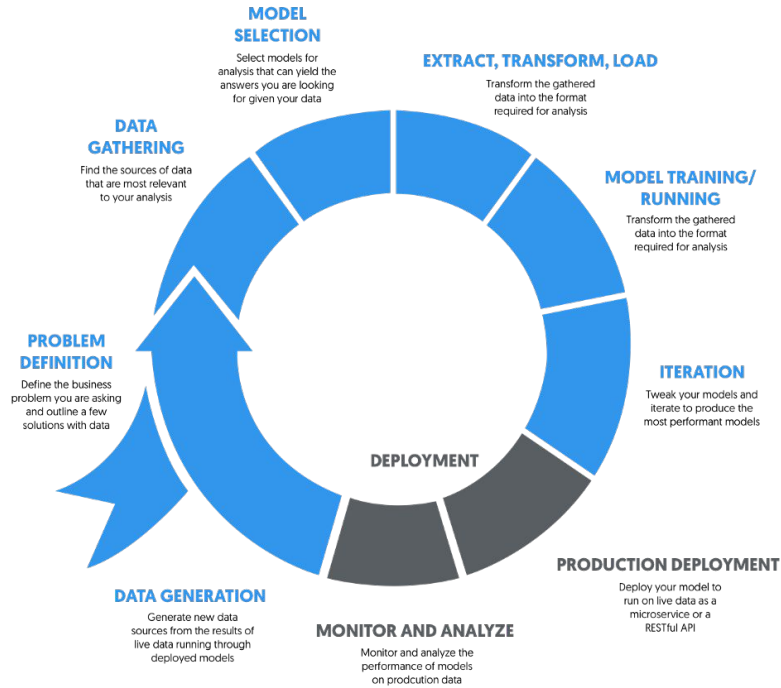 MODEL
SELECTION
Select models for
analysis that can yield the
answers you are looking
for given your data
EXTRACT, TRANSFORM, LOAD
Transform the gathered
data into the format
required for analysis
DATA
GATHERING
Find the sources of data
that are most relevant
to your analysis
MODEL TRAINING/
RUNNING
Transform the gathered
data into the format
required for analysis
PROBLEM
DEFINITION
Define the business
problem you are asking
and outline a few
solutions with data
ITERATION
Tweak your models and
iterate to produce the
most performant models
DEPLOYMENT
PRODUCTION DEPLOYMENT
Deploy your model to
run on live data as a
microservice or a
RESTful API
DATA GENERATION
Generate new data
sources from the results of
live data running through
deployed models
MONITOR AND ANALYZE
Monitor and analyze the
performance of models
on prodcution data